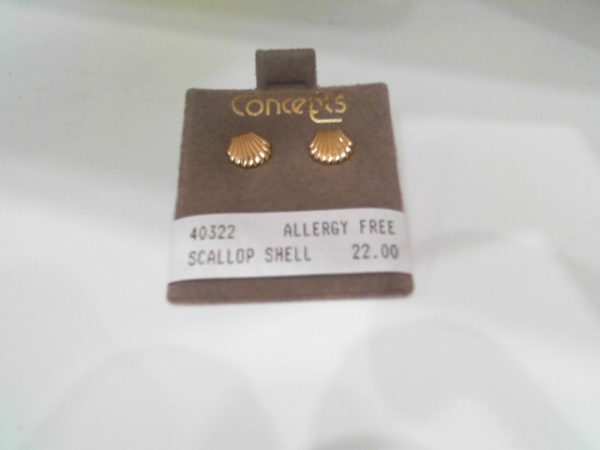 Concepts
40322 ALLERGY FREE
SCALLOP SHELL 22.00